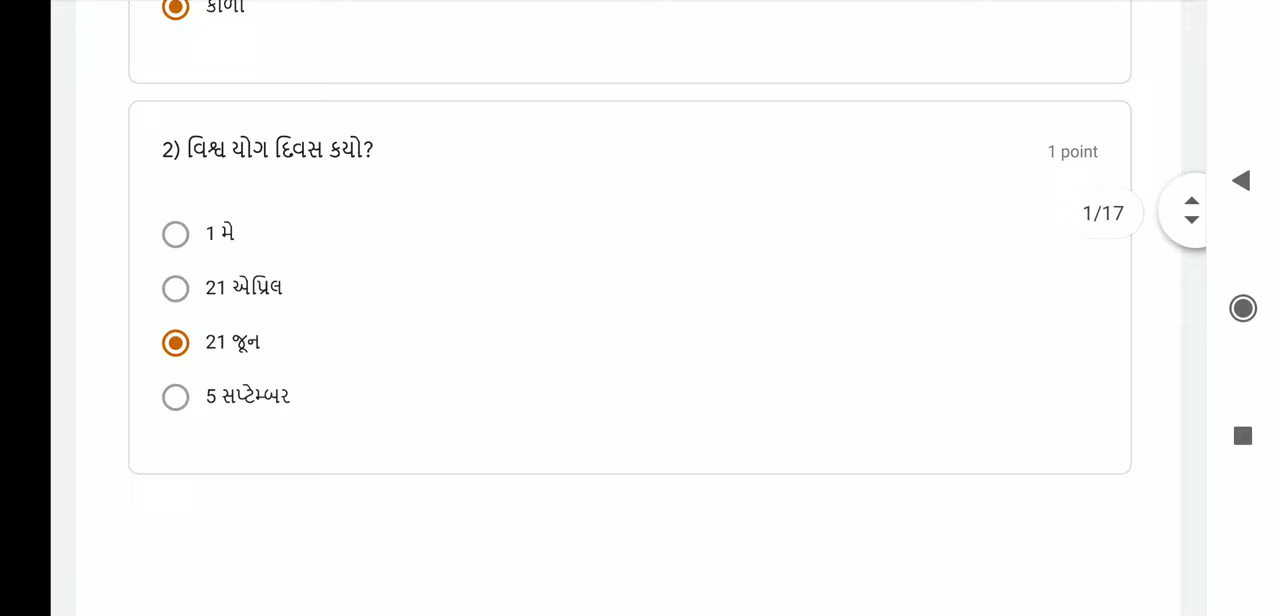 કાળા
2) વિશ્વ યોગ દિવસ કયો?
1 point
1/17
1 મે
21 એપ્રિલ
21 જૂન
5 સપ્ટેમ્બર